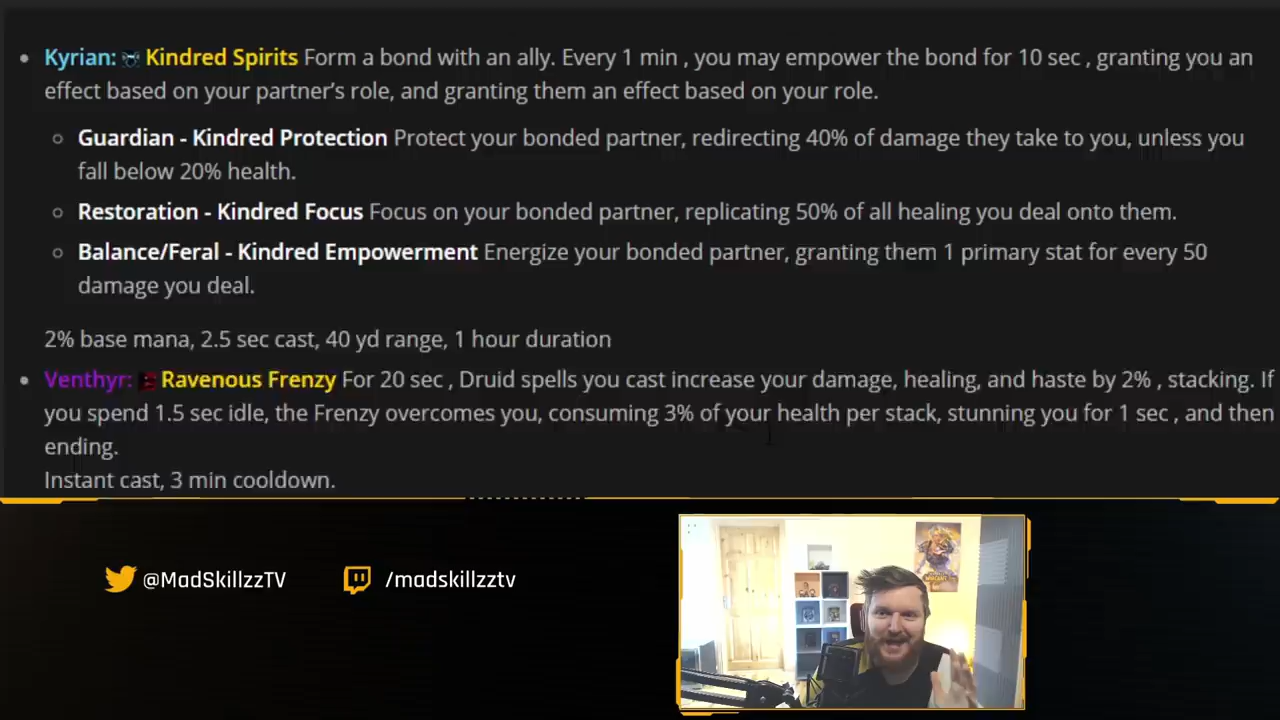 Kyrian: Kindred Spirits Form a bond with an ally. Every 1 min , you may empower the bond for 10 sec , granting you an
effect based on your partner's role, and granting them an effect based on your role.
Guardian - Kindred Protection Protect your bonded partner, redirecting 40% of damage they take to you, unless you
fall below 20% health.
Restoration - Kindred Focus Focus on your bonded partner, replicating 50% of all healing you deal onto them.
Balance/Feral - Kindred Empowerment Energize your bonded partner, granting them 1 primary stat for every 50
damage you deal.
2% base mana, 2.5 sec cast, 40 yd range, 1 hour duration
Venthyr: Ravenous Frenzy For 20 sec , Druid spells you cast increase your damage, healing, and haste by 2% , stacking. If
you spend 1.5 sec idle, the Frenzy overcomes you, consuming 3% of your health per stack, stunning you for 1 sec , and then
ending.
Instant cast, 3 min cooldown.
@MadSkillzzTV
/madskillzztv